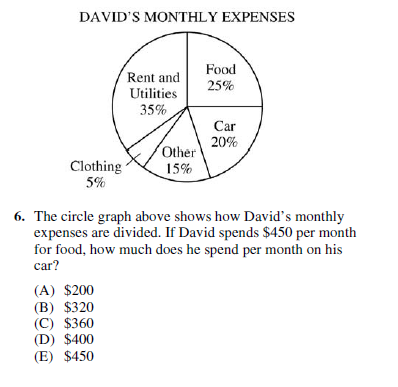 DAVID'S MONTHLY EXPENSES
Rent and
Utilities
35%
Food
25%
Car
20%
Other
15%
Clothing
5%
6. The circle graph above shows how David's monthly
expenses are divided. If David spends $450 per month
for food, how much does he spend per month on his
car?
(A) $200
(B) $320
(C) $360
(D) $400
(E) $450